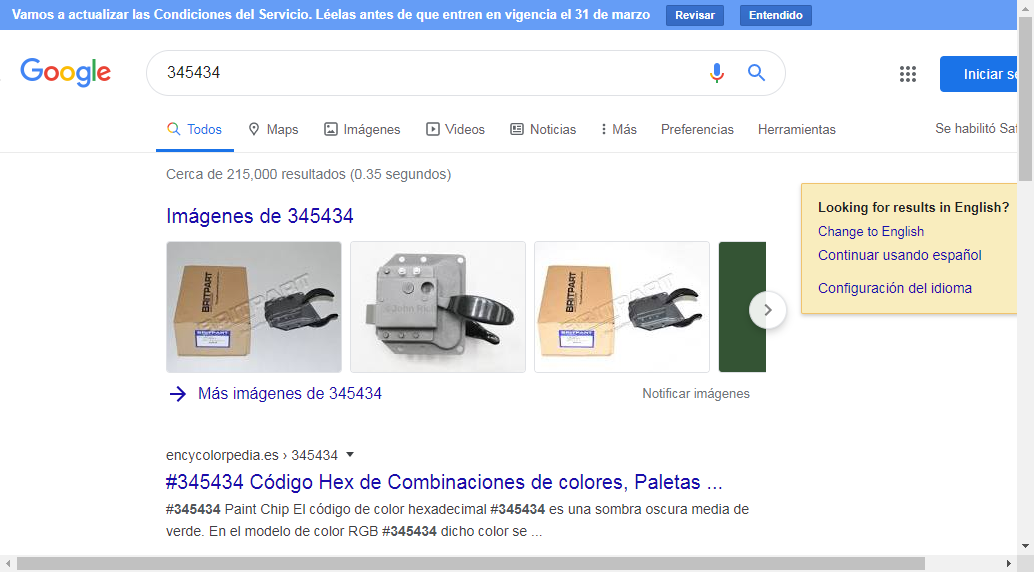 Vamos a actualizar las Condiciones del Servicio. Léelas antes de que entren en vigencia el 31 de marzo Revisar Entendido
Google 345434 Iniciar se
Todos Maps Imágenes Videos Noticias Más Preferencias Herramientas Se habilitó Saf
Cerca de 215,000 resultados (0.35 segundos)
Looking for results in English?
Change to English
Continuar usando español
Configuración del idioma
Imágenes de 345434
BRITPART BRITPART
©John Rich
BRITPART BRITPART
Más imágenes de 345434 Notificar imágenes
encycolorpedia.es › 345434
#345434 Código Hex de Combinaciones de colores, Paletas ...
#345434 Paint Chip El código de color hexadecimal #345434 es una sombra oscura media de
verde. En el modelo de color RGB #345434 dicho color se ...